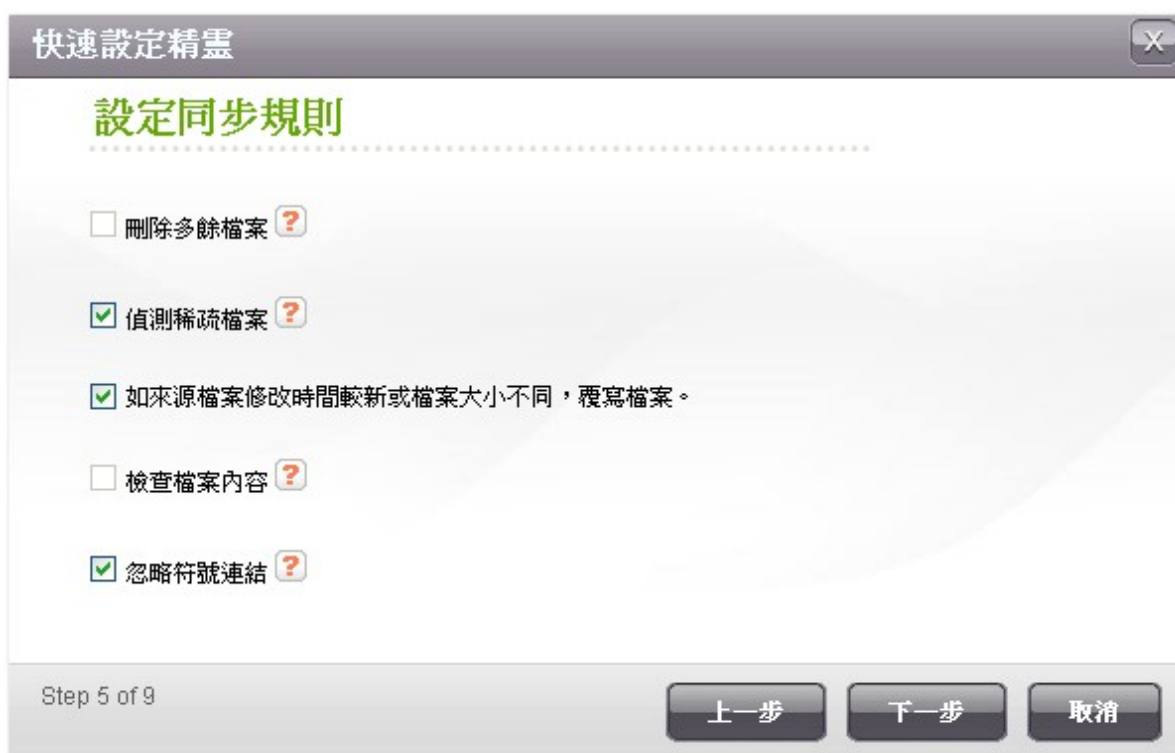 快速設定精靈
X
設定同步規則
刪除多餘檔案 ?
偵測稀疏檔案 ?
如來源檔案修改時間較新或檔案大小不同，覆寫檔案。
檢查檔案內容 ?
忽略符號連結 ?
Step 5 of 9
上一步
下一步
取消